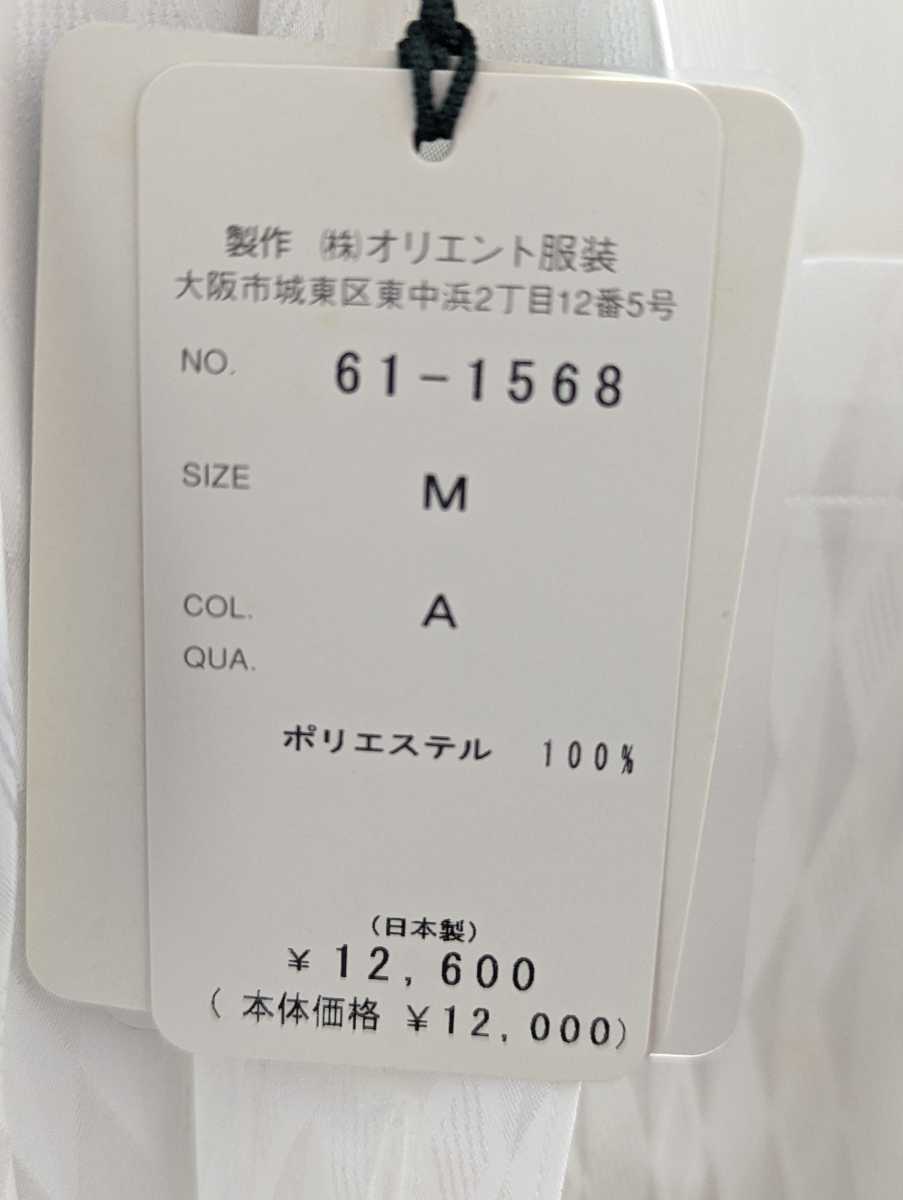 製作 ㈱オリエント服装
大阪市城東区東中浜2丁目12番5号
NO. 61-1568
SIZE M
COL. A
QUA.
ポリエステル 100%
(日本製)
¥12,600
(本体価格 ¥12,000)